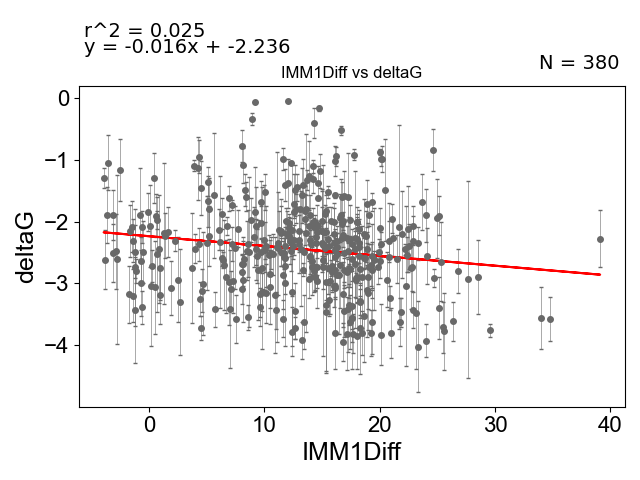 r^2 = 0.025
y = -0.016x + -2.236
N = 380
IMM1Diff vs deltaG
0
−1
−2
−3
−4
deltaG
0 10 20 30 40
IMM1Diff